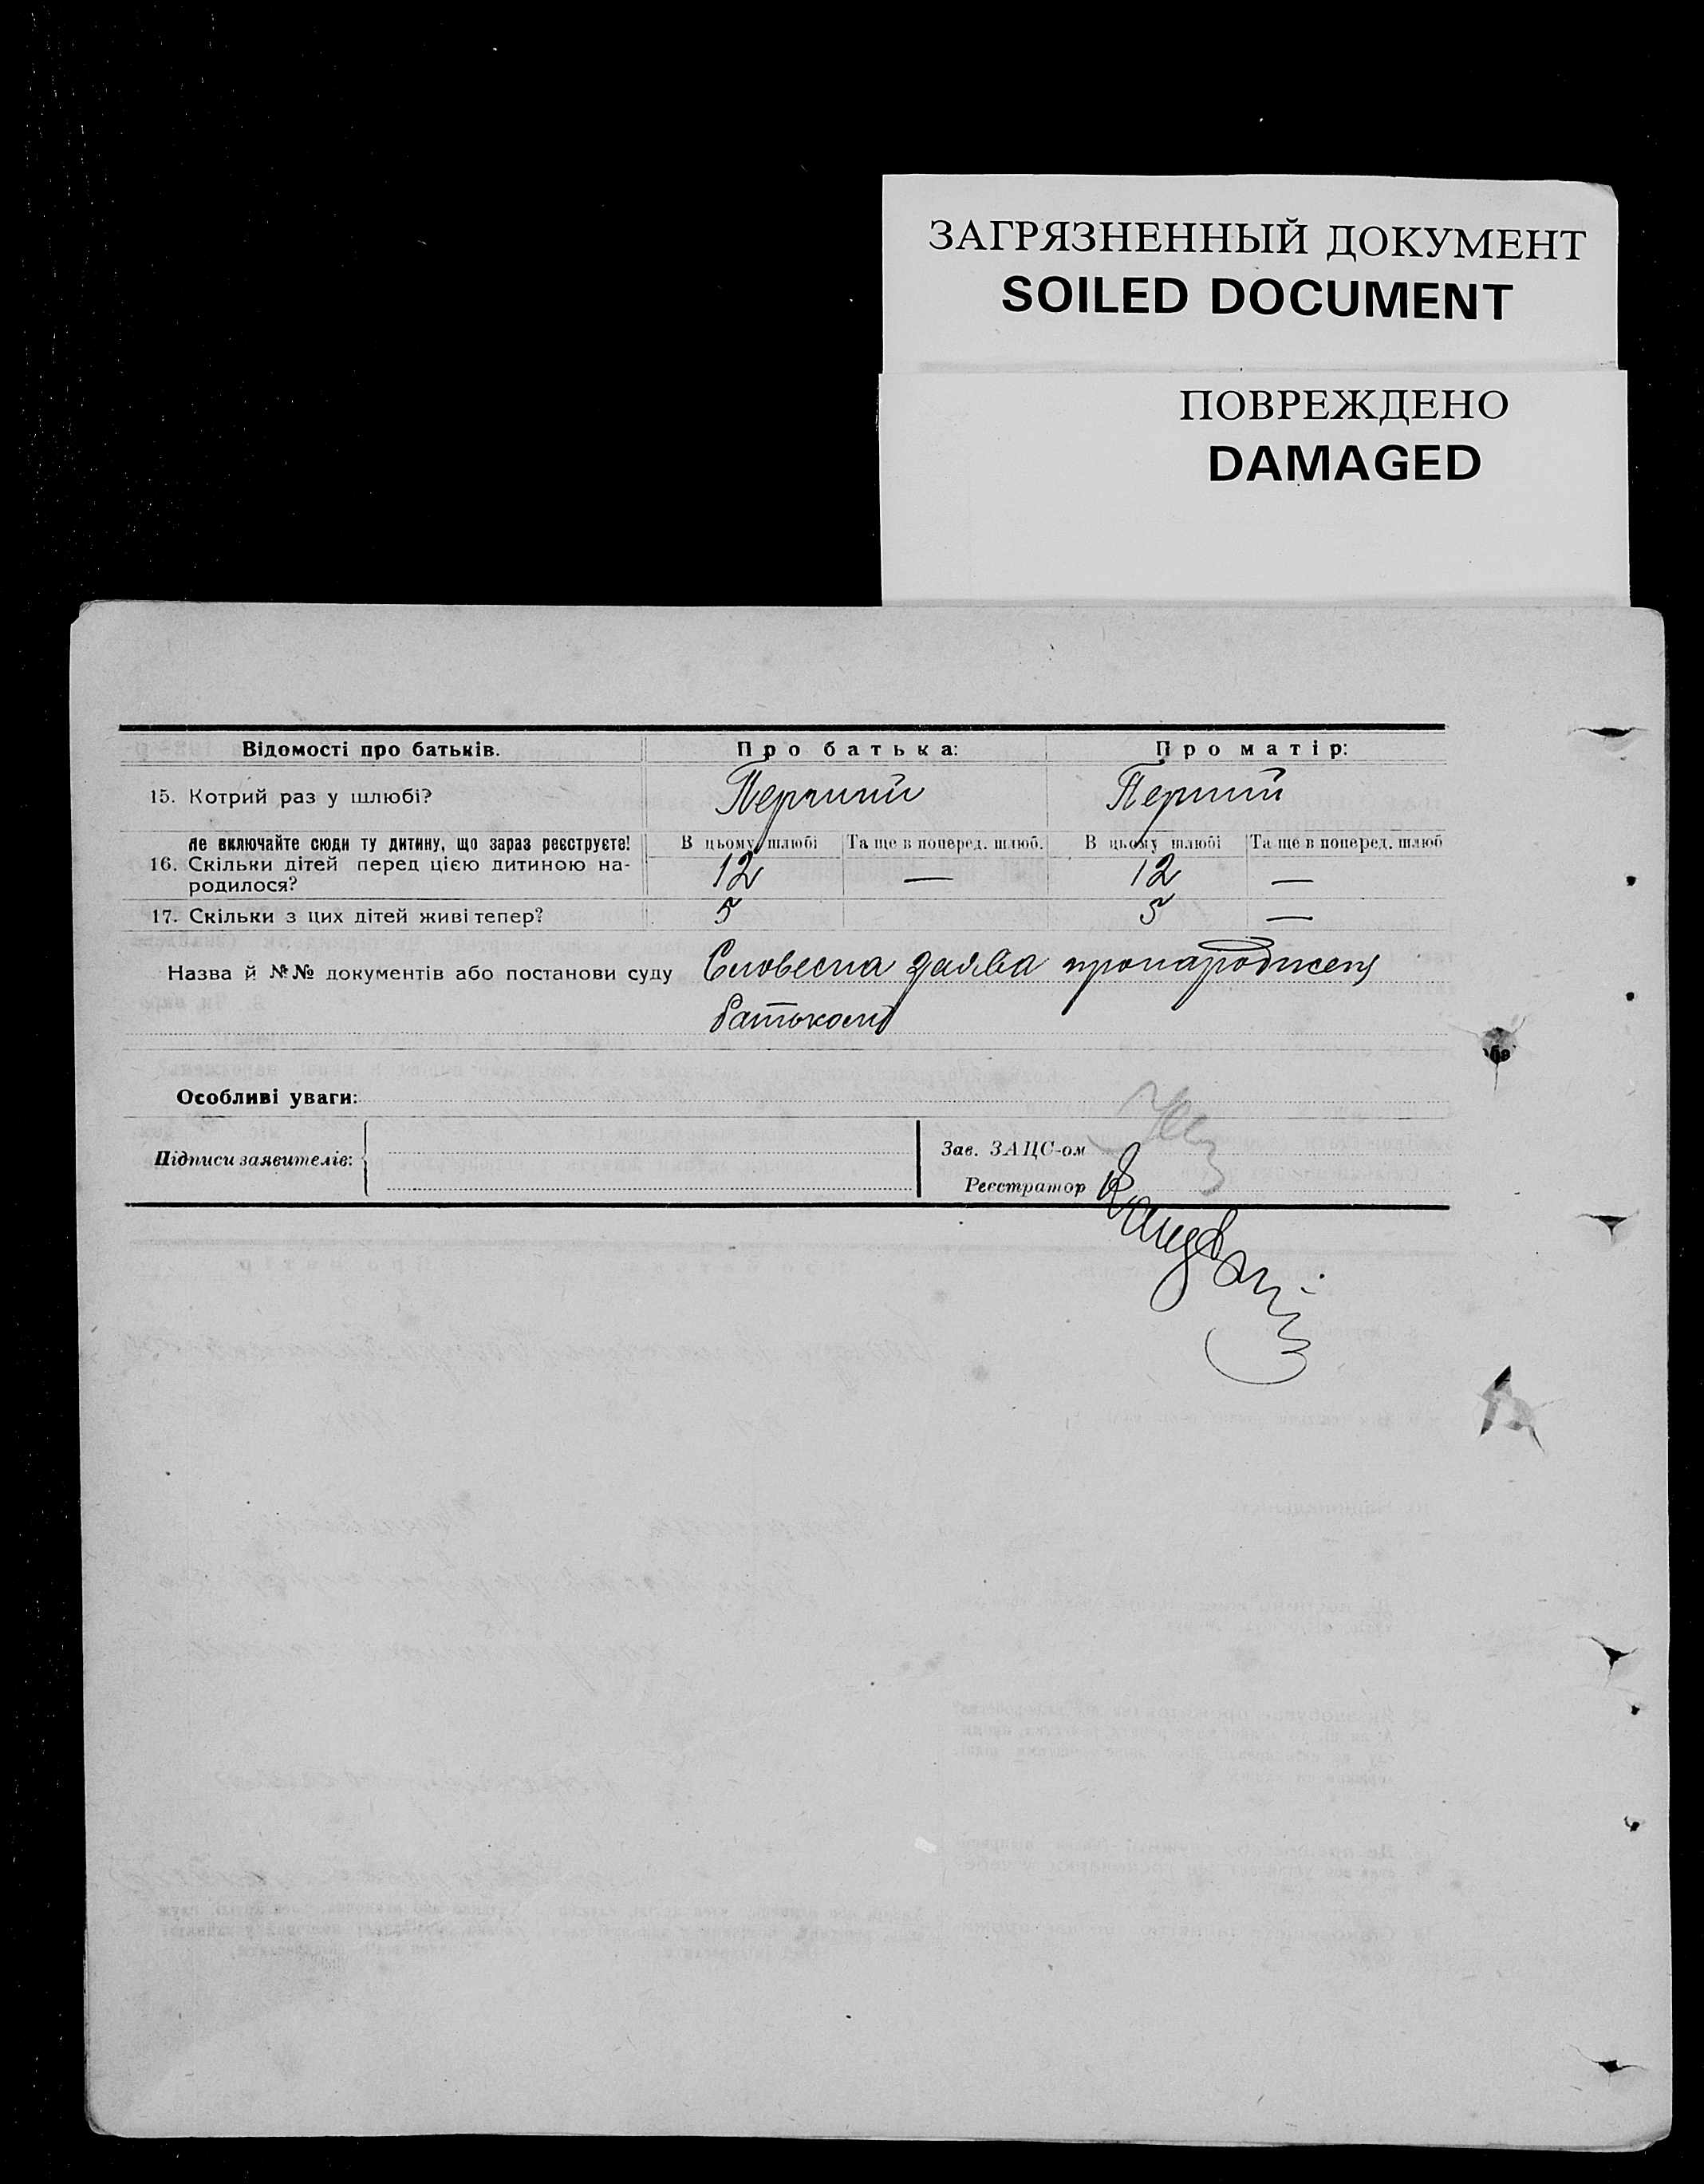 ЗАГРЯЗНЕННЫЙ ДОКУМЕНТ
SOILED DOCUMENT
ПОВРЕЖДЕНО
DAMAGED
Відомості про батьків. Про батька: Про матір:
15. Котрий раз у шлюбі? Перший Перший
Не включайте сюди ту дитину, що зараз реєструєте! В цьому шлюбі Та ще в поперед. шлюб. В цьому шлюбі Та ще в поперед. шлюб
16. Скільки дітей перед цією дитиною на-
родилося? 12 — 12 —
17. Скільки з цих дітей живі тепер? 5 5 —
Назва й №№ документів або постанови суду Словесна заява про
Особливі уваги:
Підписи заявителів: Зав. ЗАЦС-ом
Реєстратор